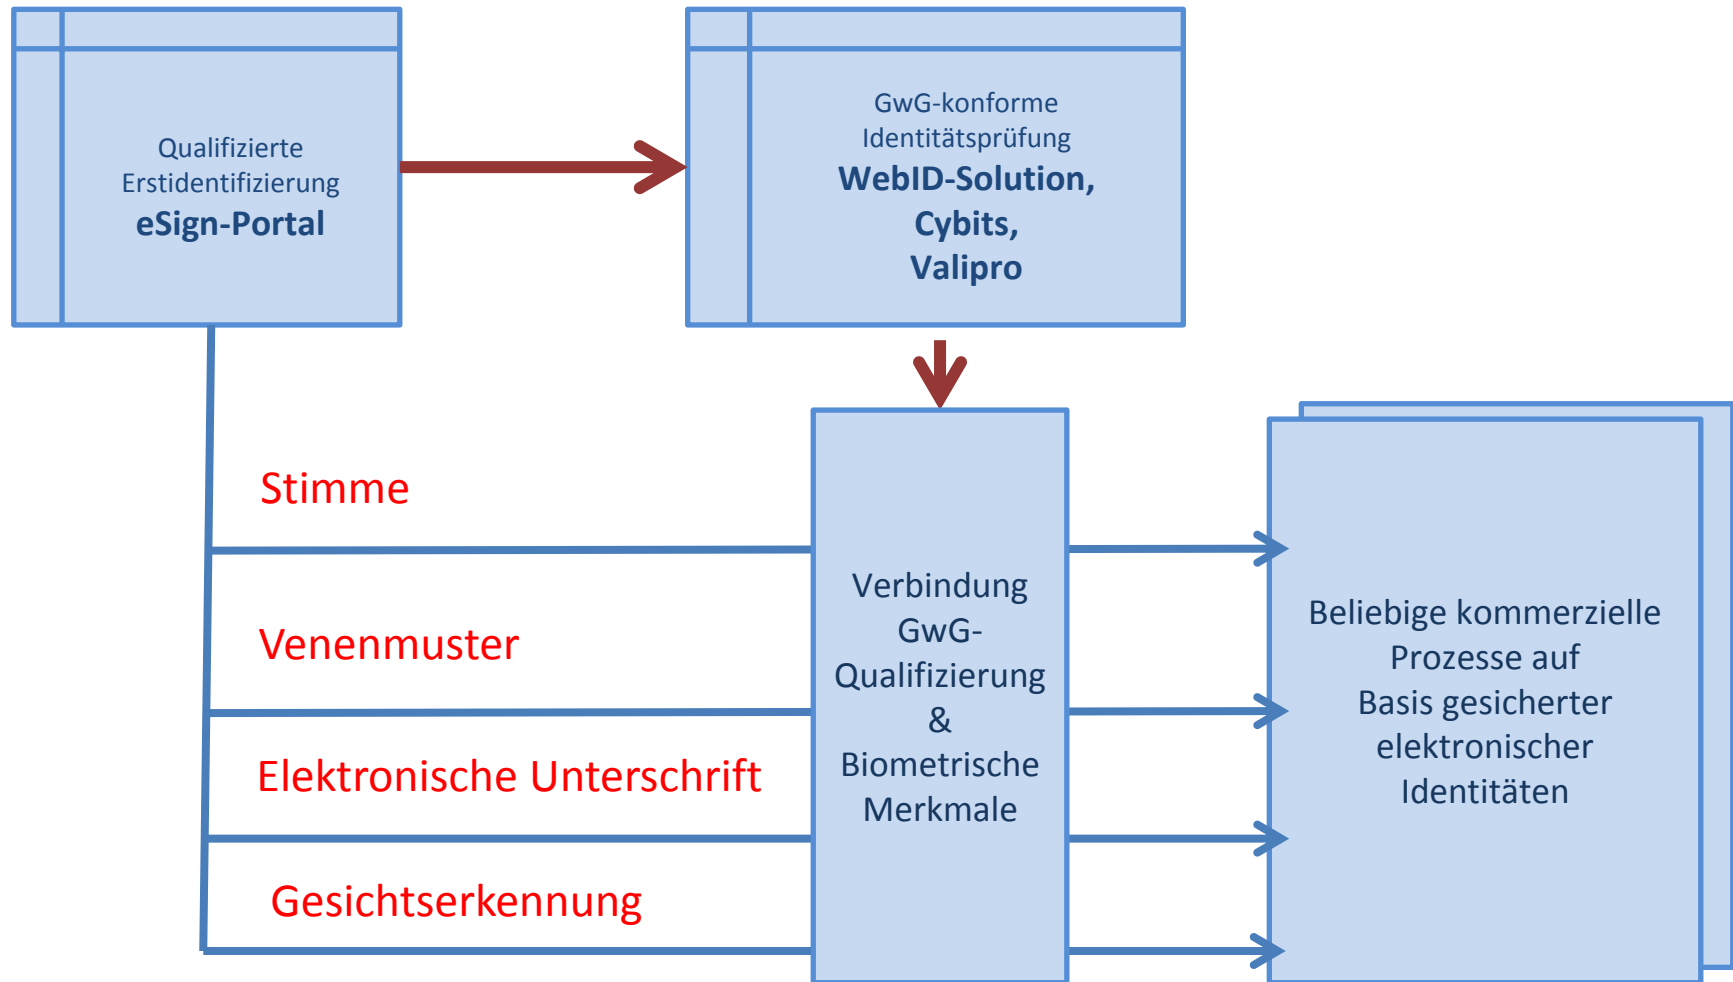 Qualifizierte
Erstidentifizierung
eSign-Portal
GwG-konforme
Identitätsprüfung
WebID-Solution,
Cybits,
Valipro
Stimme
Venenmuster
Elektronische Unterschrift
Gesichtserkennung
Verbindung
GwG-
Qualifizierung
&
Biometrische
Merkmale
Beliebige kommerzielle
Prozesse auf
Basis gesicherter
elektronischer
Identitäten